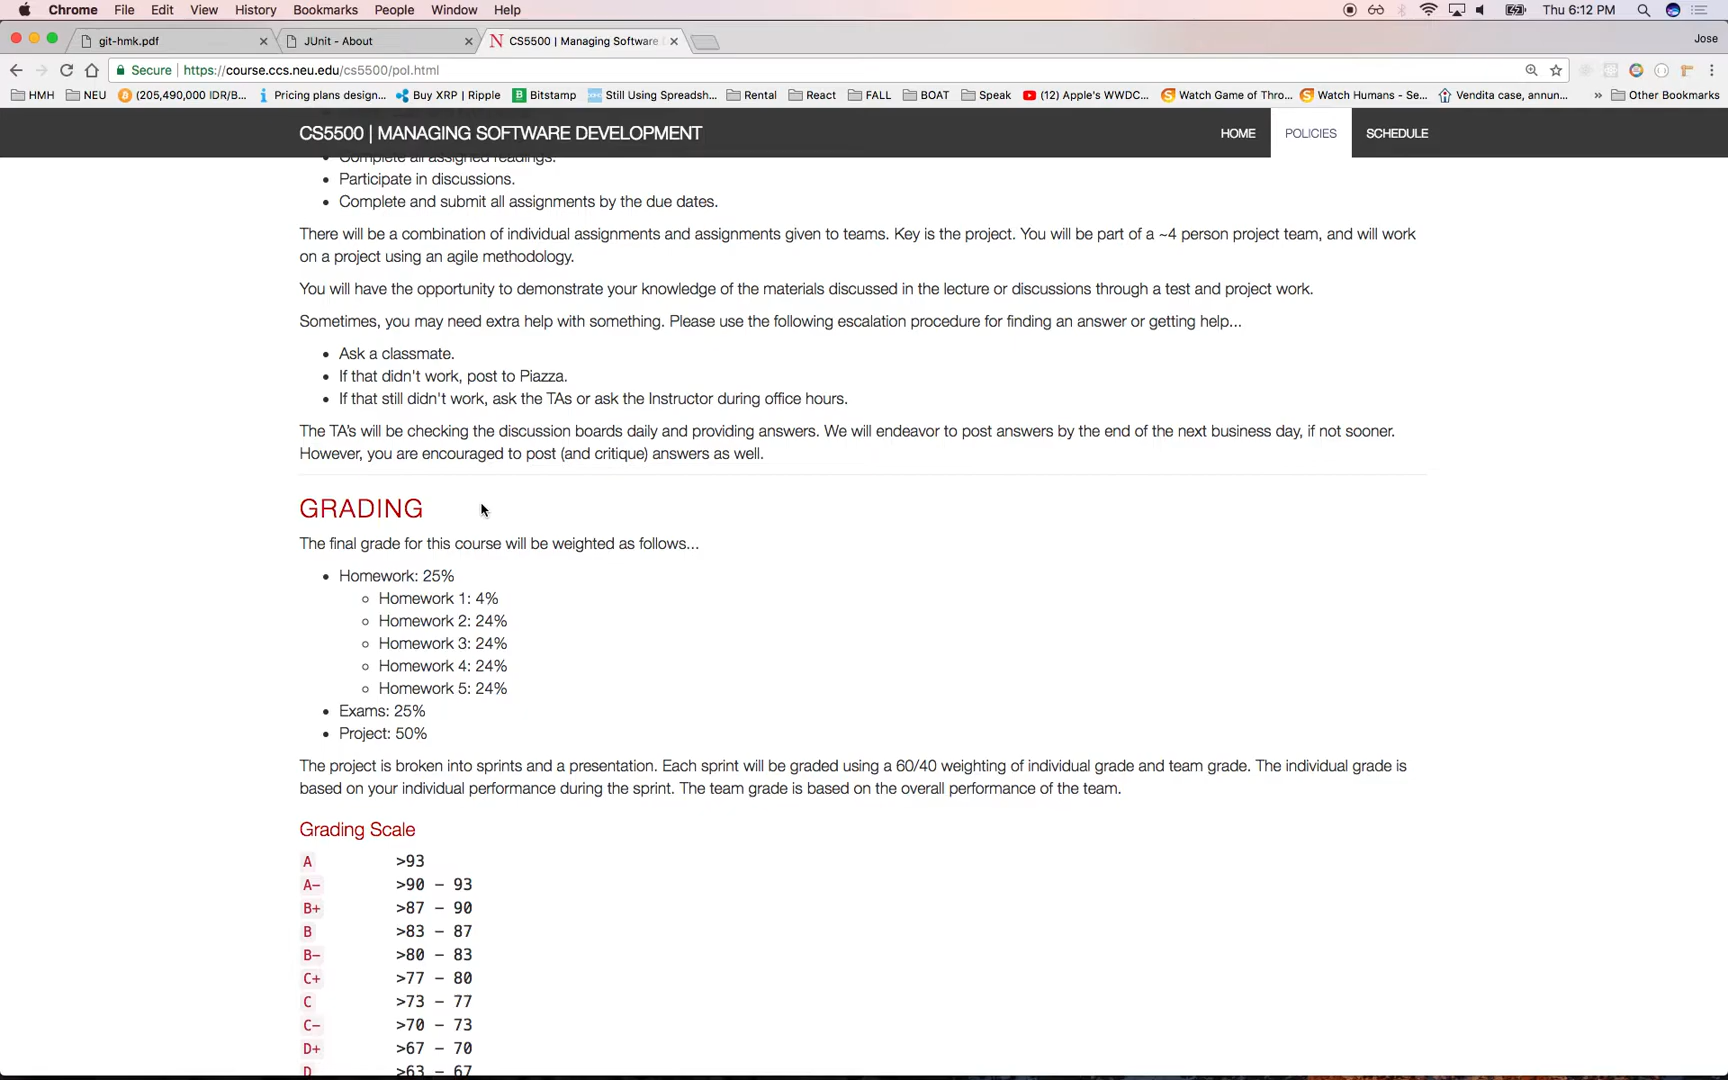 Chrome File Edit View History Bookmarks People Window Help Thu 6:12 PM
git-hmk.pdf JUnit - About CS5500 | Managing Software Jose
Secure https://course.ccs.neu.edu/cs5500/pol.html
HMH NEU (205,490,000 IDR/B... Pricing plans design... Buy XRP | Ripple Bitstamp Still Using Spreadsh... Rental React FALL BOAT Speak (12) Apple's WWDC... Watch Game of Thro... Watch Humans - Se... Vendita case, annun... » Other Bookmarks
CS5500 | MANAGING SOFTWARE DEVELOPMENT HOME POLICIES SCHEDULE
• Complete all assigned readings.
• Participate in discussions.
• Complete and submit all assignments by the due dates.
There will be a combination of individual assignments and assignments given to teams. Key is the project. You will be part of a ~4 person project team, and will work
on a project using an agile methodology.
You will have the opportunity to demonstrate your knowledge of the materials discussed in the lecture or discussions through a test and project work.
Sometimes, you may need extra help with something. Please use the following escalation procedure for finding an answer or getting help...
• Ask a classmate.
• If that didn't work, post to Piazza.
• If that still didn't work, ask the TAs or ask the Instructor during office hours.
The TA's will be checking the discussion boards daily and providing answers. We will endeavor to post answers by the end of the next business day, if not sooner.
However, you are encouraged to post (and critique) answers as well.
GRADING
The final grade for this course will be weighted as follows...
• Homework: 25%
◦ Homework 1: 4%
◦ Homework 2: 24%
◦ Homework 3: 24%
◦ Homework 4: 24%
◦ Homework 5: 24%
• Exams: 25%
• Project: 50%
The project is broken into sprints and a presentation. Each sprint will be graded using a 60/40 weighting of individual grade and team grade. The individual grade is
based on your individual performance during the sprint. The team grade is based on the overall performance of the team.
Grading Scale
A >93
A- >90 – 93
B+ >87 – 90
B >83 – 87
B- >80 – 83
C+ >77 – 80
C >73 – 77
C- >70 – 73
D+ >67 – 70
D >63 – 67